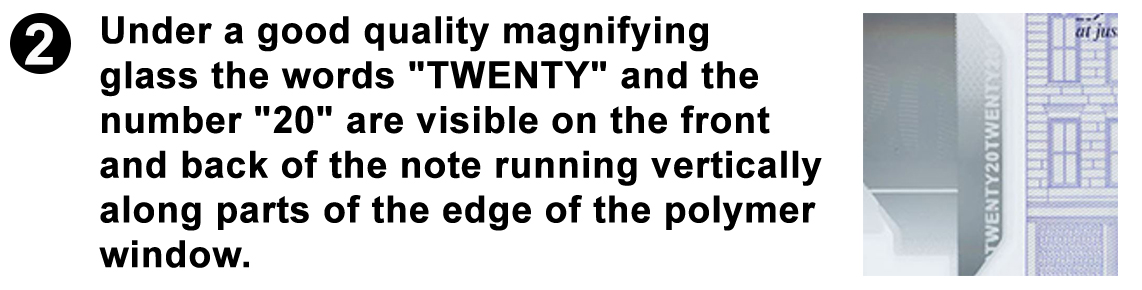 2
Under a good quality magnifying
glass the words "TWENTY" and the
number "20" are visible on the front
and back of the note running vertically
along parts of the edge of the polymer
window.
at jus
TWENTY20TWENTY